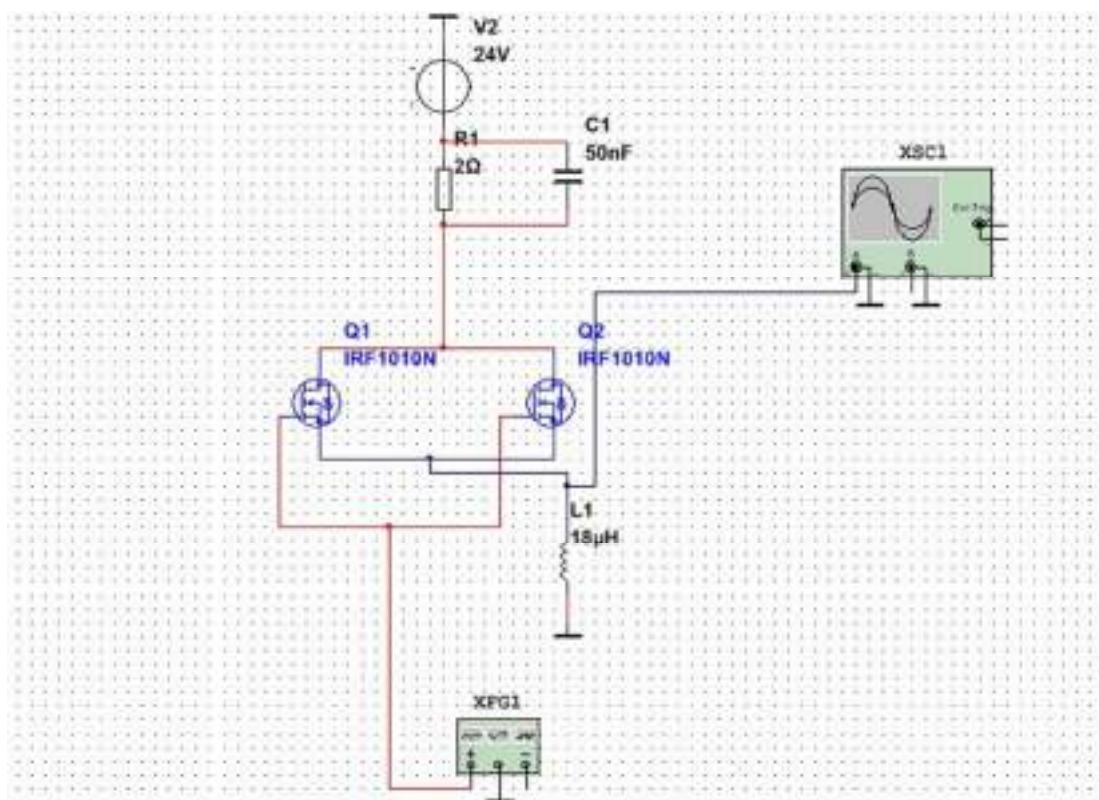 V2
24V
R1
2Ω
C1
50nF
XSC1
Q1
IRF1010N
Q2
IRF1010N
L1
18μH
XFG1